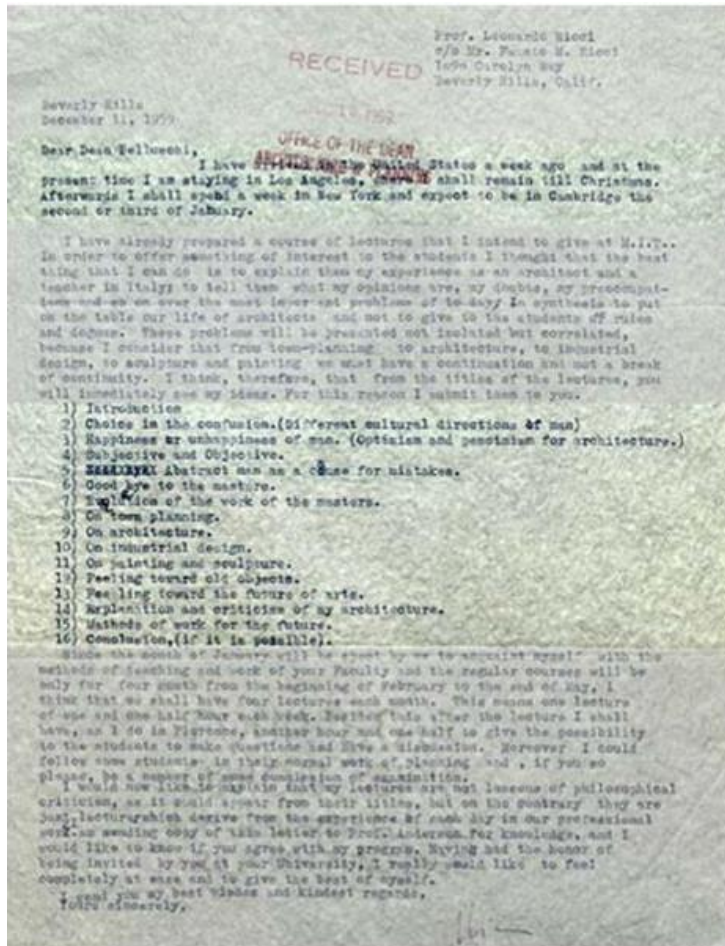 Prof. Leonardo Ricci
c/o Mr. Fausto M. Ricci
Carolyn Way
Beverly Hills, Calif.
RECEIVED
OFFICE OF THE DEAN
Beverly Hills
December 11, 1959
Dear Dean Belluschi,
I have arrived in the United States a week ago and at the
present time I am staying in Los Angeles, where I shall remain till Christmas.
Afterwards I shall spend a week in New York and expect to be in Cambridge the
second or third of January.
I have already prepared a course of lectures that I intend to give at M.I.T..
In order to offer something of interest to the students I thought that the best
thing that I can do is to explain them my experience as an architect and a
teacher in Italy; to tell them what my opinions are, my doubts, my preoccupat-
ions and so on over the most important problems of to day; In synthesis to put
on the table our life of architects and not to give to the students rules
and dogmas. These problems will be presented not isolated but correlated,
because I consider that from town-planning to architecture, to industrial
design, to sculpture and painting we must have a continuation and not a break
of continuity. I think, therefore, that from the titles of the lectures, you
will immediately see my ideas. For this reason I submit them to you.
1) Introduction
2) Choice in the confusion.(Different cultural directions of man)
3) Happiness or unhappiness of man. (Optimism and pessimism for architecture.)
4) Subjective and Objective.
5) Abstract man as a cause for mistakes.
6) Good bye to the masters.
7) Evolution of the work of the masters.
8) On town planning.
9) On architecture.
10) On industrial design.
11) On painting and sculpture.
12) Feeling toward old objects.
13) Feeling toward the future of arts.
14) Explanation and criticism of my architecture.
15) Methods of work for the future.
16) Conclusion,(if it is possible).
Since the month of January will be spent by me to acquaint myself with the
methods of teaching and work of your Faculty and the regular courses will be
only for four month from the beginning of February to the end of May, I
think that we shall have four lectures each month. This means one lecture
of one and one half hour each week. Besides this after the lecture I shall
have, as I do in Florence, another hour and one half to give the possibility
to the students to make questions and have a discussion. Moreover I could
follow some students in their normal work of planning and , if you so
please, be a member of some commission of examinition.
I would now like to explain that my lectures are not lessons of philosophical
criticism, as it could appear from their titles, but on the contrary they are
just lectures which derive from the experience of each day in our professional
work. am sending copy of this letter to Prof. Anderson for knowledge, and I
would like to know if you agree with my program. Having had the honor of
being invited by you at your University, I really would like to feel
completely at ease and to give the best of myself.
I send you my best wishes and kindest regards,
Yours sincerely,